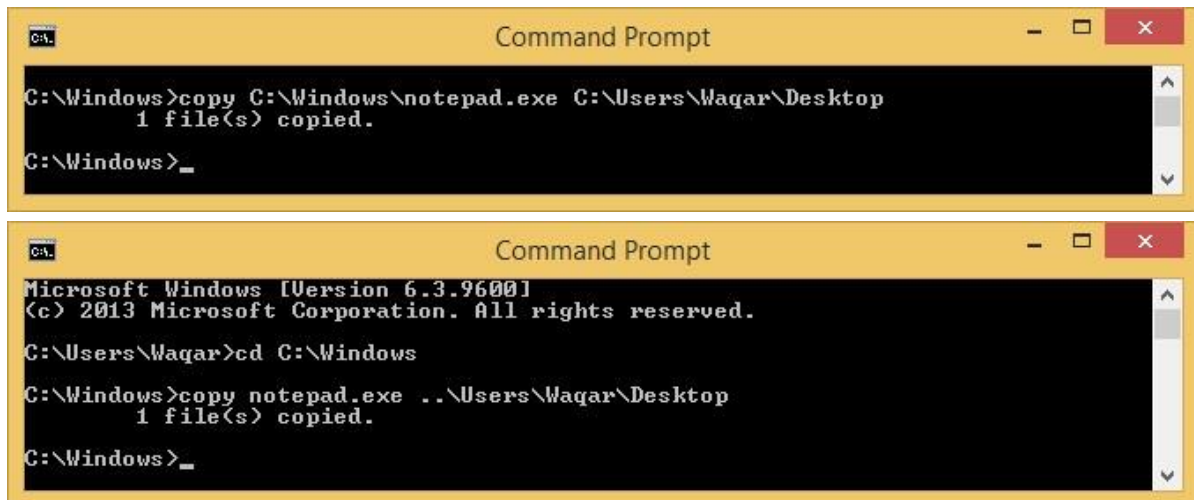 Command Prompt
C:\Windows>copy C:\Windows\notepad.exe C:\Users\Waqar\Desktop
1 file(s) copied.
C:\Windows>_
Command Prompt
Microsoft Windows [Version 6.3.9600]
(c) 2013 Microsoft Corporation. All rights reserved.
C:\Users\Waqar>cd C:\Windows
C:\Windows>copy notepad.exe ..\Users\Waqar\Desktop
1 file(s) copied.
C:\Windows>_